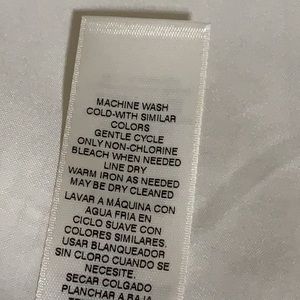 MACHINE WASH
COLD-WITH SIMILAR
COLORS
GENTLE CYCLE
ONLY NON-CHLORINE
BLEACH WHEN NEEDED
LINE DRY
WARM IRON AS NEEDED
MAY BE DRY CLEANED
LAVAR A MÁQUINA CON
AGUA FRIA EN
CICLO SUAVE CON
COLORES SIMILARES.
USAR BLANQUEADOR
SIN CLORO CUANDO SE
NECESITE.
SECAR COLGADO
PLANCHAR A BAJA